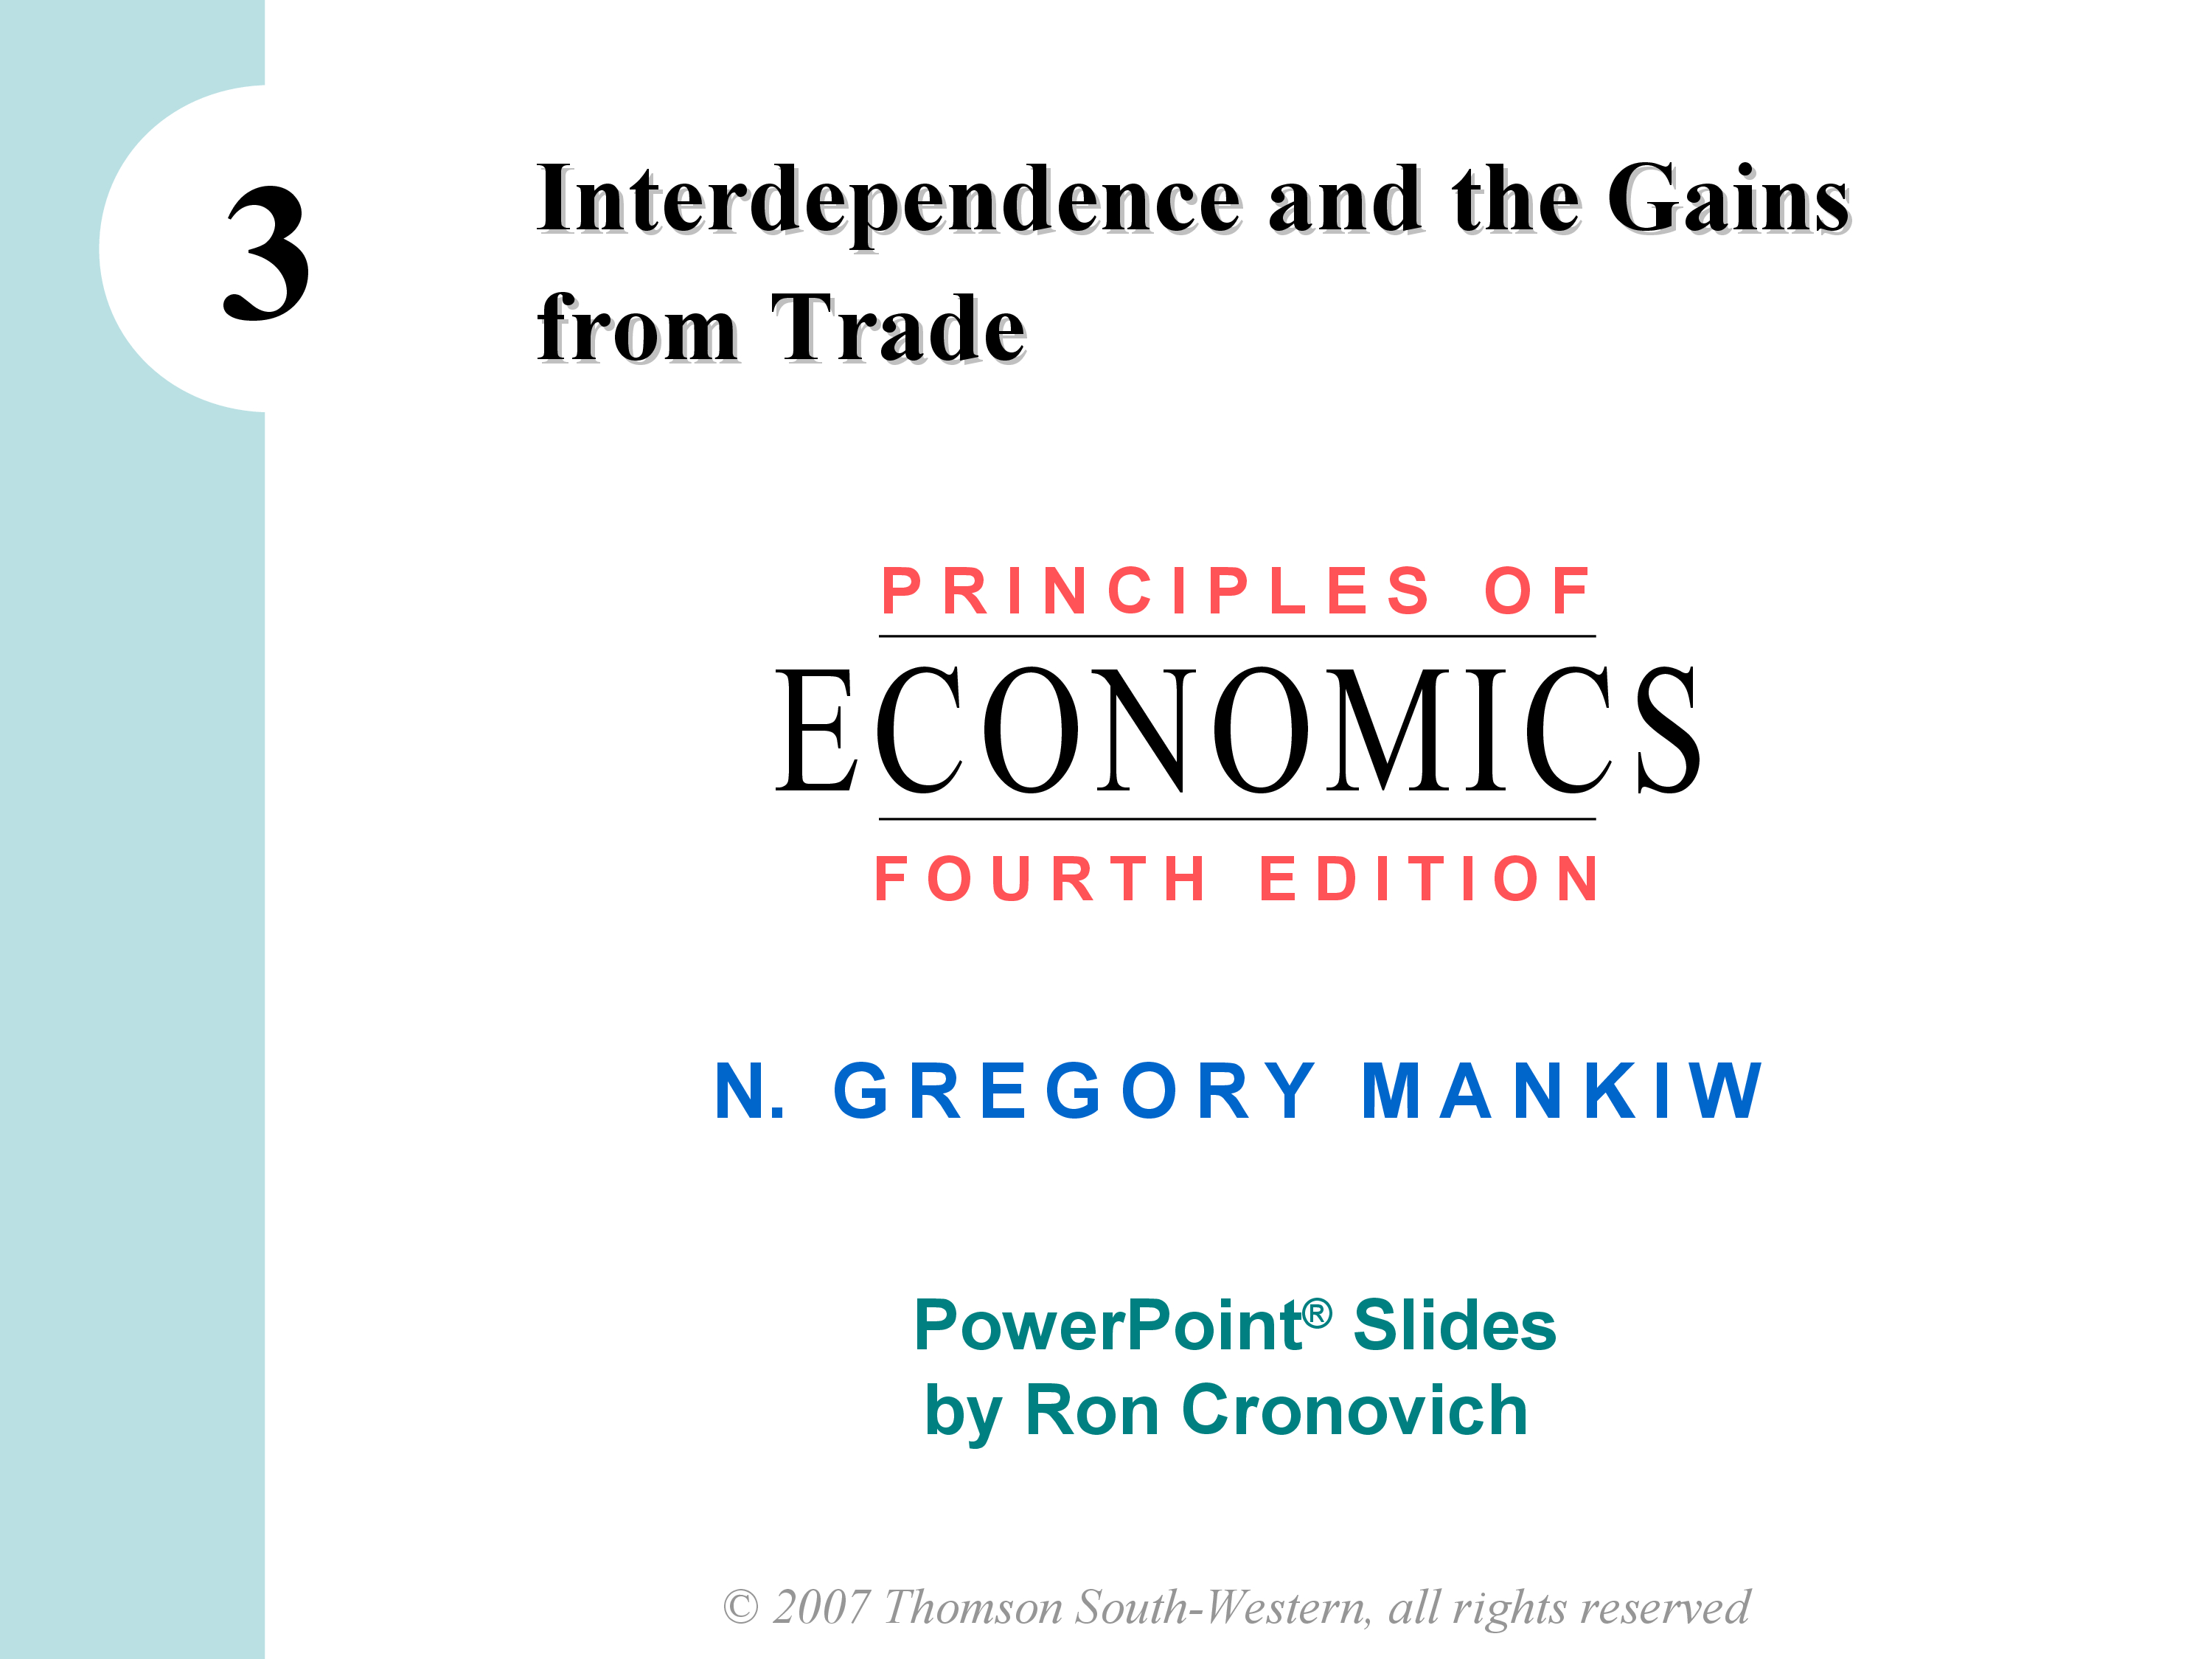 3
Interdependence and the Gains
from Trade
PRINCIPLES OF
ECONOMICS
FOURTH EDITION
N. GREGORY MANKIW
PowerPoint® Slides
by Ron Cronovich
© 2007 Thomson South-Western, all rights reserved